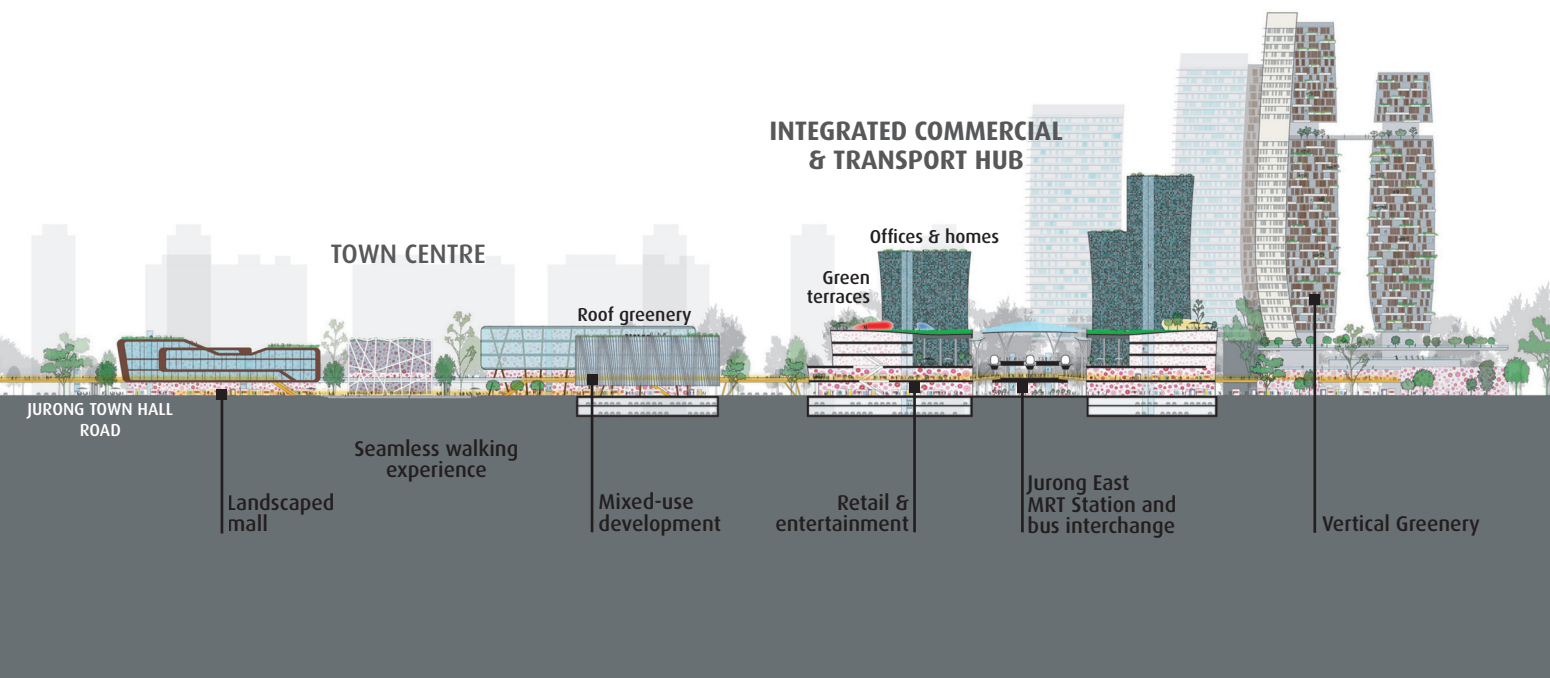 INTEGRATED COMMERCIAL
& TRANSPORT HUB
TOWN CENTRE
Offices & homes
Green
terraces
Roof greenery
JURONG TOWN HALL
ROAD
Seamless walking
experience
Landscaped
mall
Mixed-use
development
Retail &
entertainment
Jurong East
MRT Station and
bus interchange
Vertical Greenery